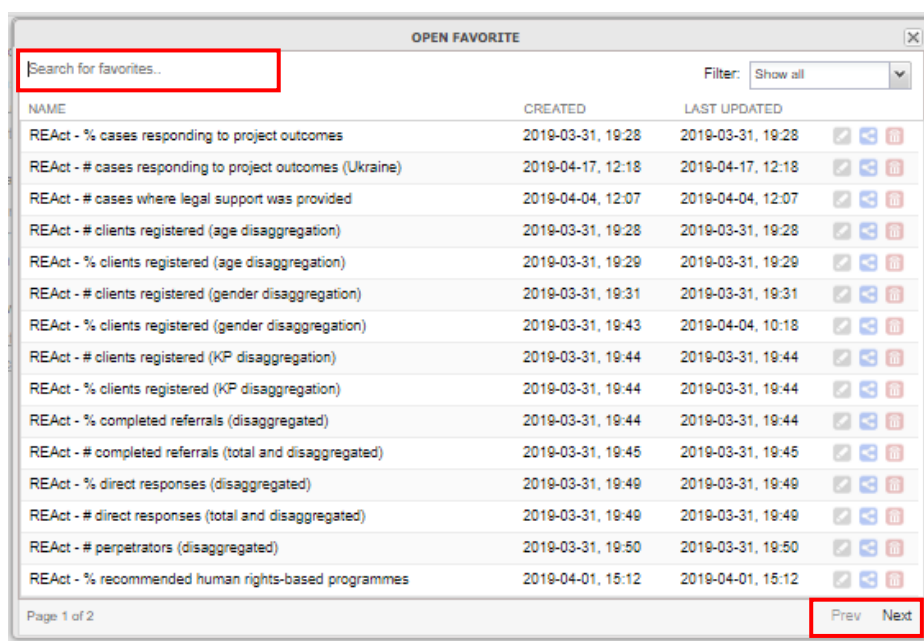 OPEN FAVORITE
Search for favorites..
Filter: Show all
NAME CREATED LAST UPDATED
REAct - % cases responding to project outcomes 2019-03-31, 19:28 2019-03-31, 19:28
REAct - # cases responding to project outcomes (Ukraine) 2019-04-17, 12:18 2019-04-17, 12:18
REAct - # cases where legal support was provided 2019-04-04, 12:07 2019-04-04, 12:07
REAct - # clients registered (age disaggregation) 2019-03-31, 19:28 2019-03-31, 19:28
REAct - % clients registered (age disaggregation) 2019-03-31, 19:29 2019-03-31, 19:29
REAct - # clients registered (gender disaggregation) 2019-03-31, 19:31 2019-03-31, 19:31
REAct - % clients registered (gender disaggregation) 2019-03-31, 19:43 2019-04-04, 10:18
REAct - # clients registered (KP disaggregation) 2019-03-31, 19:44 2019-03-31, 19:44
REAct - % clients registered (KP disaggregation) 2019-03-31, 19:44 2019-03-31, 19:44
REAct - % completed referrals (disaggregated) 2019-03-31, 19:44 2019-03-31, 19:44
REAct - # completed referrals (total and disaggregated) 2019-03-31, 19:45 2019-03-31, 19:45
REAct - % direct responses (disaggregated) 2019-03-31, 19:49 2019-03-31, 19:49
REAct - # direct responses (total and disaggregated) 2019-03-31, 19:49 2019-03-31, 19:49
REAct - # perpetrators (disaggregated) 2019-03-31, 19:50 2019-03-31, 19:50
REAct - % recommended human rights-based programmes 2019-04-01, 15:12 2019-04-01, 15:12
Page 1 of 2 Prev Next